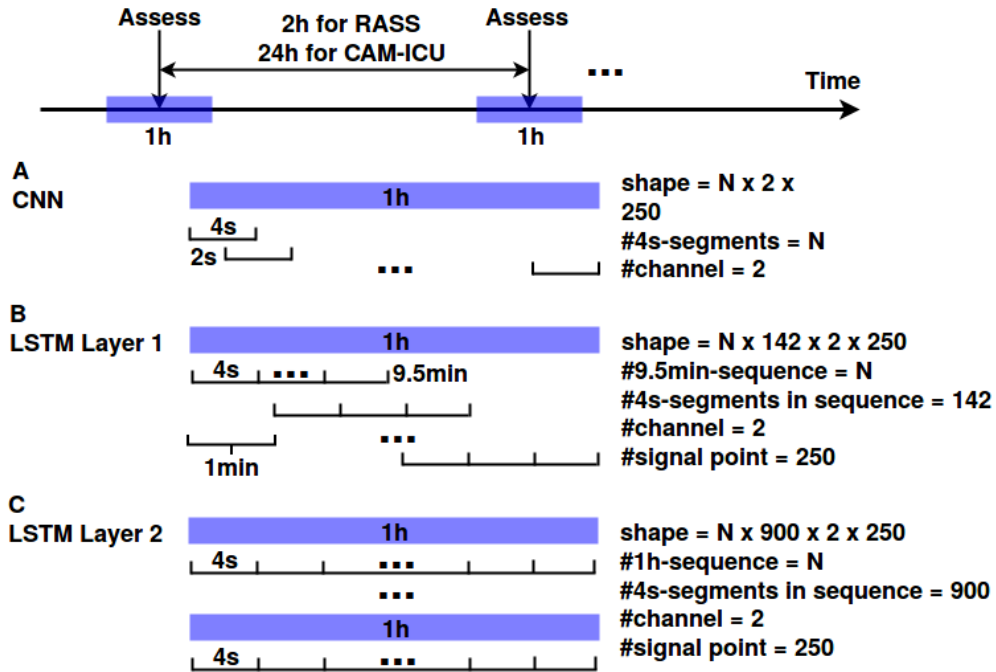 Assess
Assess
2h for RASS
24h for CAM-ICU
...
Time
1h
1h
A
CNN
1h
4s
2s
...
shape = N x 2 x
250
#4s-segments = N
#channel = 2
B
LSTM Layer 1
1h
4s
...
9.5min
...
1min
shape = N x 142 x 2 x 250
#9.5min-sequence = N
#4s-segments in sequence = 142
#channel = 2
#signal point = 250
C
LSTM Layer 2
1h
4s
...
...
1h
4s
...
shape = N x 900 x 2 x 250
#1h-sequence = N
#4s-segments in sequence = 900
#channel = 2
#signal point = 250